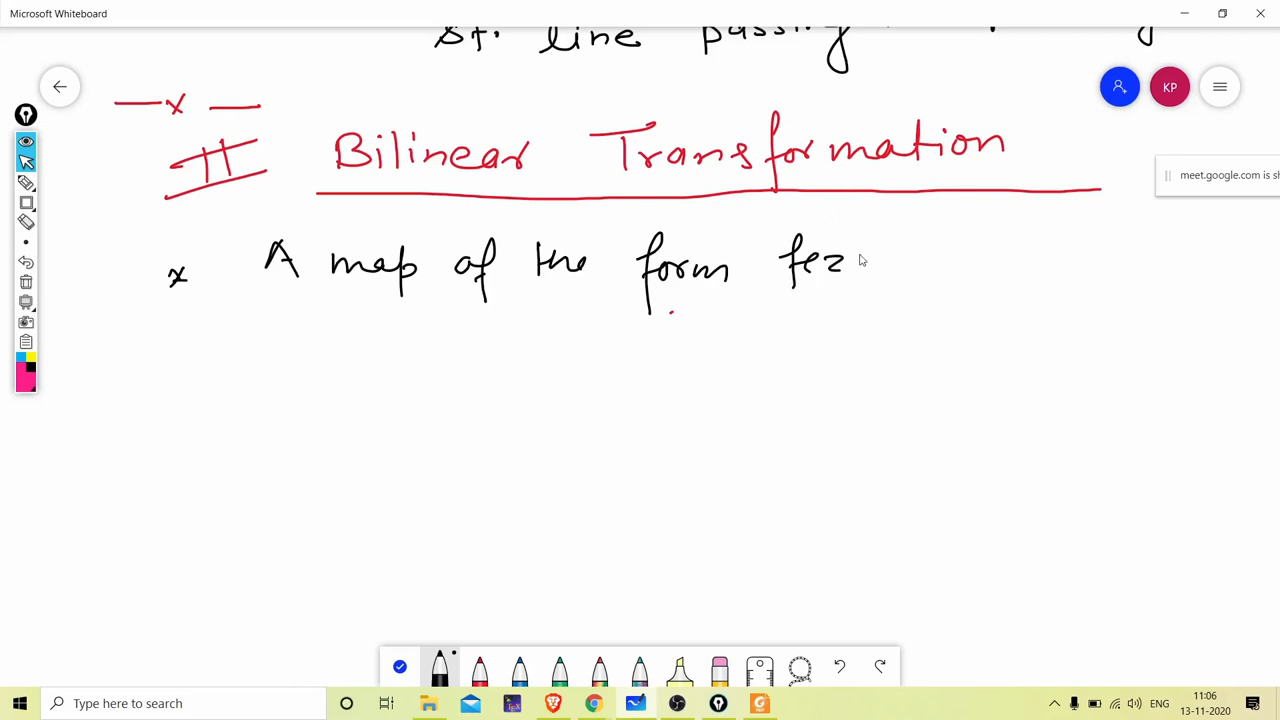 Microsoft Whiteboard
st. line passing
KP
—x—
# Bilinear Transformation
meet.google.com is sh
x A map of the form f(z
Type here to search
ENG
11:06
13-11-2020